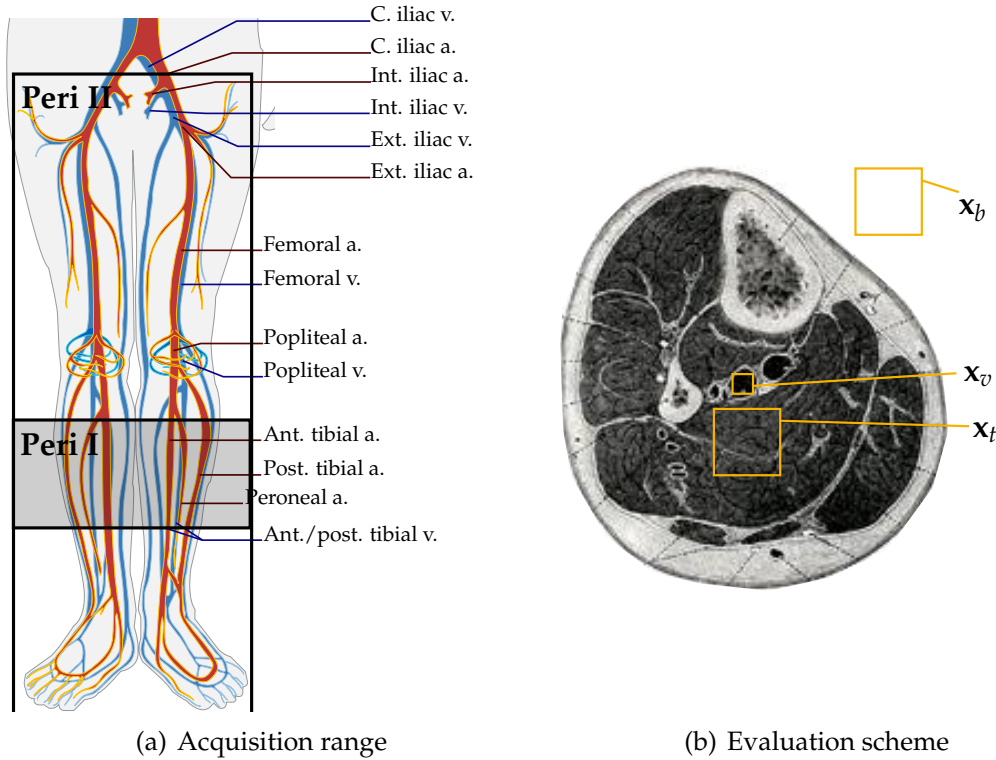 C. iliac v.
C. iliac a.
Int. iliac a.
Peri II
Int. iliac v.
Ext. iliac v.
Ext. iliac a.
Femoral a.
Femoral v.
Popliteal a.
Popliteal v.
Peri I
Ant. tibial a.
Post. tibial a.
Peroneal a.
Ant./post. tibial v.
(a) Acquisition range
x_b
x_v
x_t
(b) Evaluation scheme